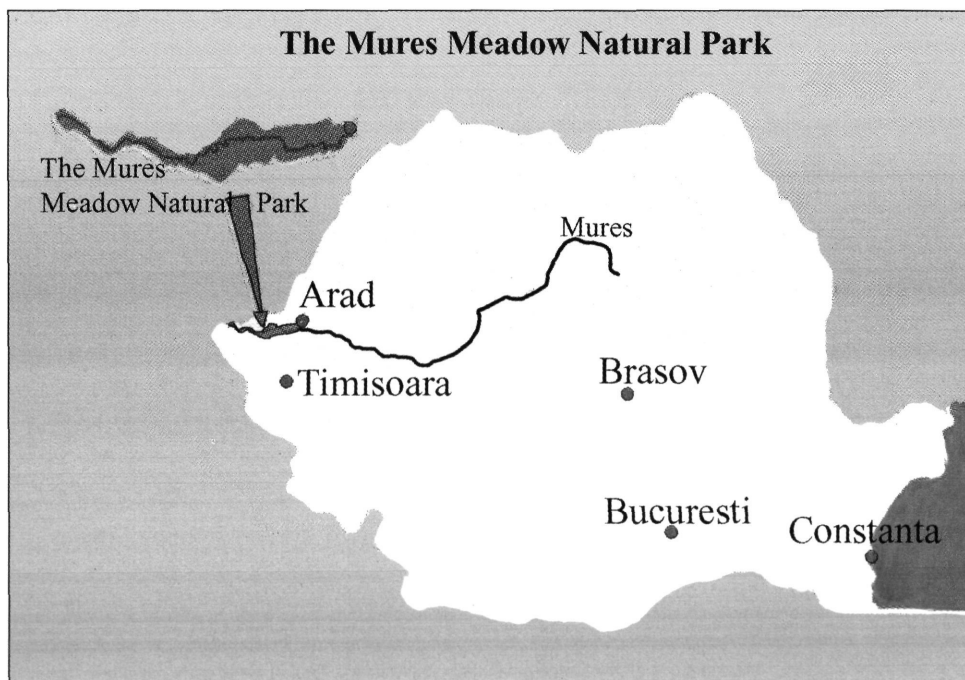 The Mures Meadow Natural Park
The Mures
Meadow Natural Park
Mures
Arad
Timisoara
Brasov
Bucuresti
Constanta